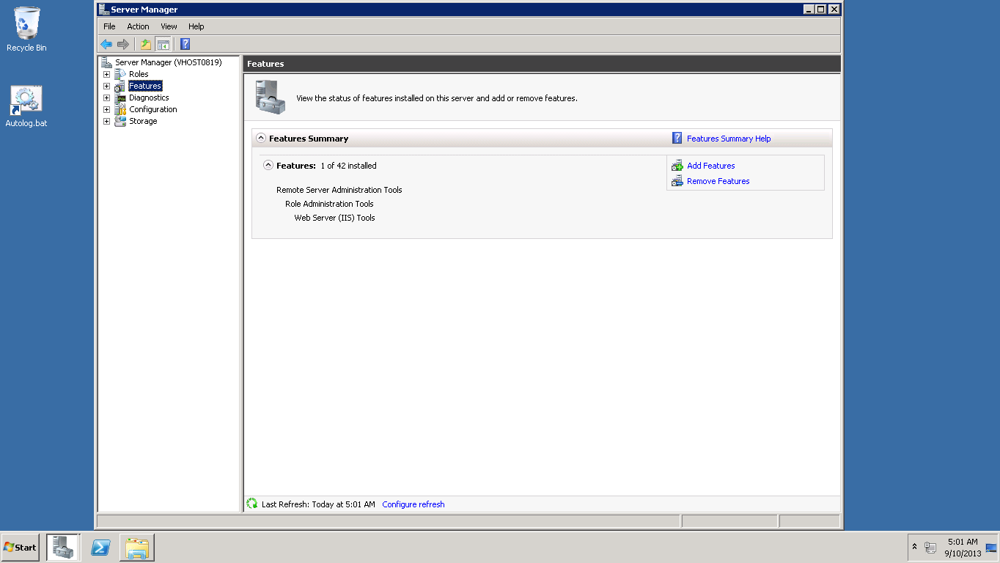 Recycle Bin
Autolog.bat
Server Manager
File Action View Help
Server Manager (VHOST0819)
Roles
Features
Diagnostics
Configuration
Storage
Features
View the status of features installed on this server and add or remove features.
Features Summary
Features Summary Help
Features: 1 of 42 installed
Add Features
Remove Features
Remote Server Administration Tools
Role Administration Tools
Web Server (IIS) Tools
Last Refresh: Today at 5:01 AM Configure refresh
Start
5:01 AM
9/10/2013